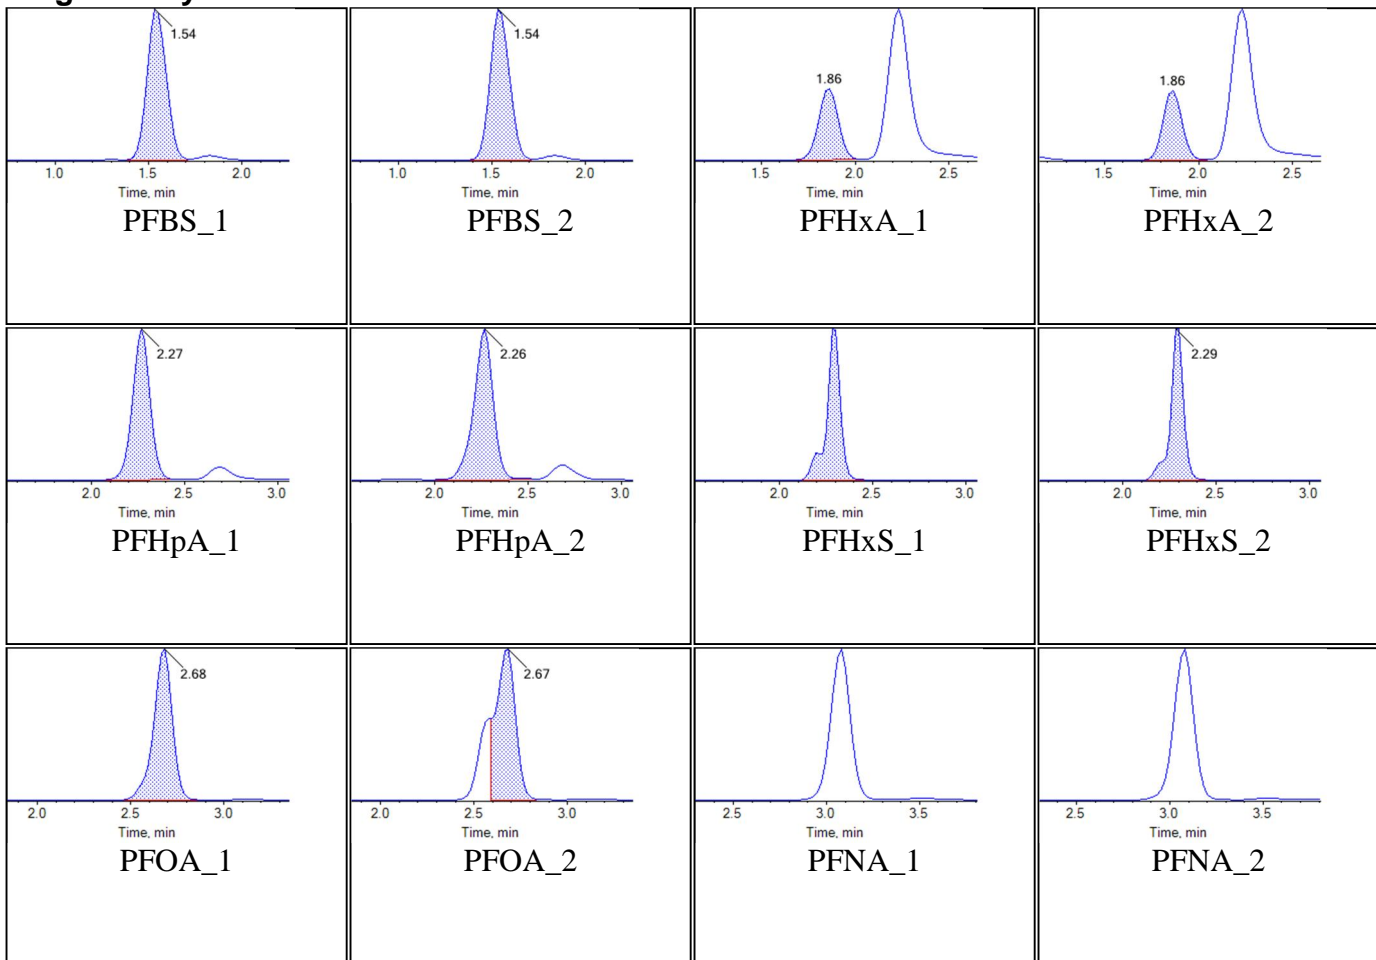 1.54
1.0 1.5 2.0
Time, min
PFBS_1
1.54
1.0 1.5 2.0
Time, min
PFBS_2
1.86
1.5 2.0 2.5
Time, min
PFHxA_1
1.86
1.5 2.0 2.5
Time, min
PFHxA_2
2.27
2.0 2.5 3.0
Time, min
PFHpA_1
2.26
2.0 2.5 3.0
Time, min
PFHpA_2
2.0 2.5 3.0
Time, min
PFHxS_1
2.29
2.0 2.5 3.0
Time, min
PFHxS_2
2.68
2.0 2.5 3.0
Time, min
PFOA_1
2.67
2.0 2.5 3.0
Time, min
PFOA_2
2.5 3.0 3.5
Time, min
PFNA_1
2.5 3.0 3.5
Time, min
PFNA_2